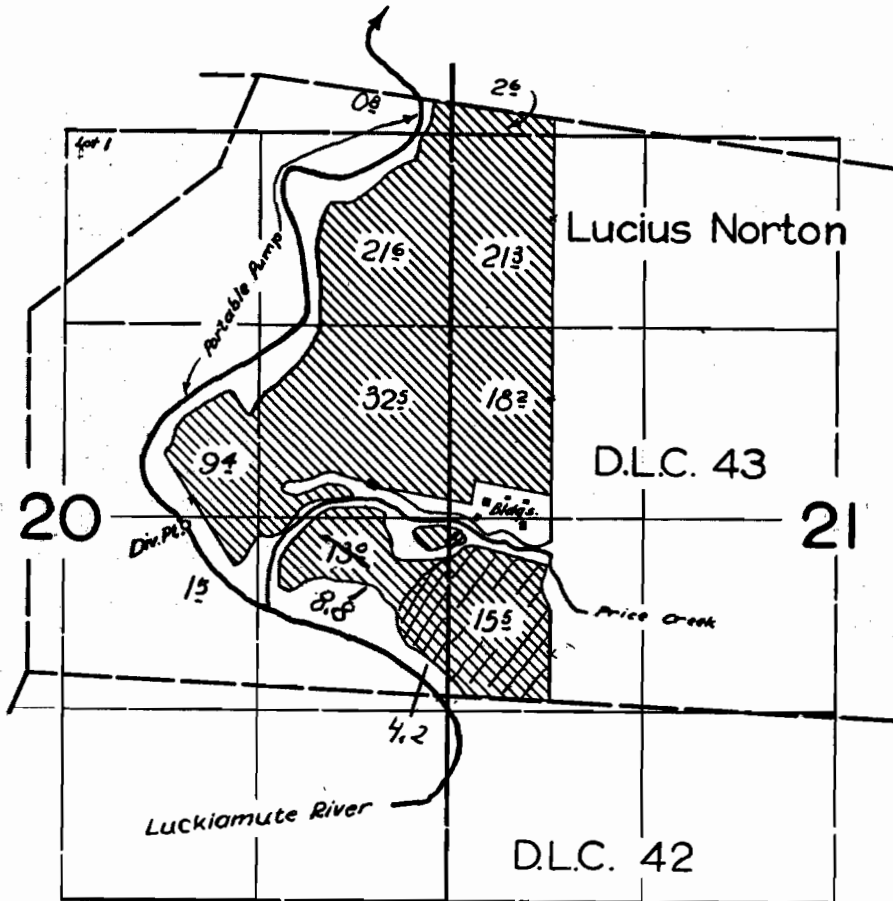 2 6
0 8
Lot 1
Lucius Norton
21 6
21 3
Portable Pump
32 5
18 2
9 4
D.L.C. 43
20
Bldgs.
21
Div. Pt.
13 0
1 5
8.8
15 5
Price Creek
4.2
Luckiamute River
D.L.C. 42